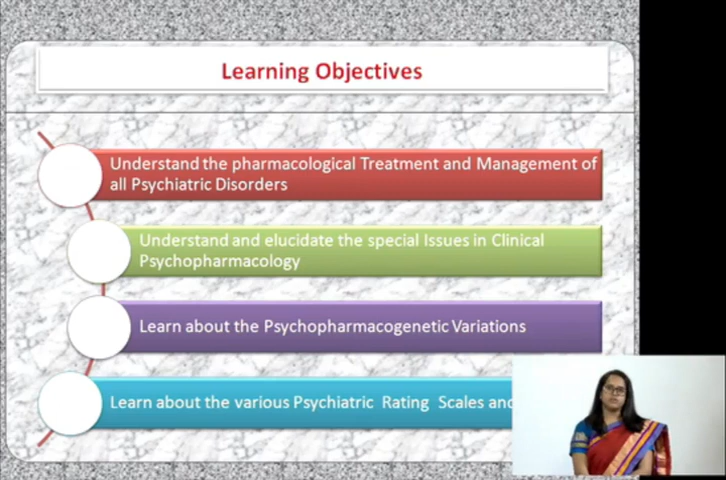 Learning Objectives
Understand the pharmacological Treatment and Management of
all Psychiatric Disorders
Understand and elucidate the special Issues in Clinical
Psychopharmacology
Learn about the Psychopharmacogenetic Variations
Learn about the various Psychiatric Rating Scales and